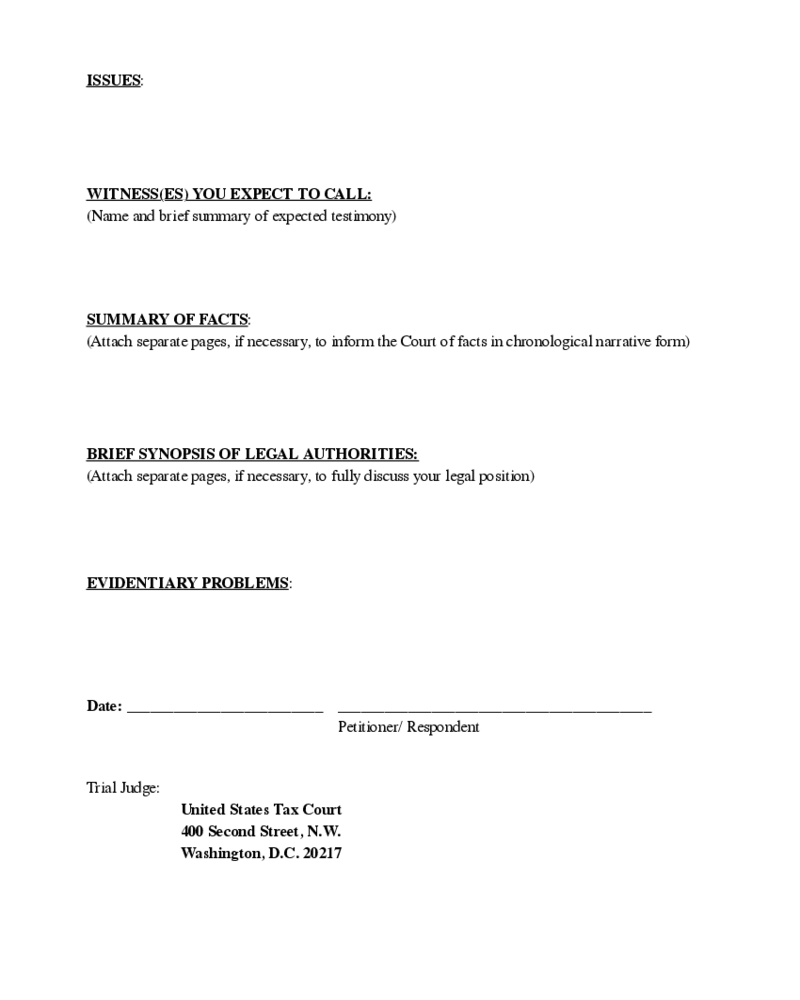 ISSUES:
WITNESS(ES) YOU EXPECT TO CALL:
(Name and brief summary of expected testimony)
SUMMARY OF FACTS:
(Attach separate pages, if necessary, to inform the Court of facts in chronological narrative form)
BRIEF SYNOPSIS OF LEGAL AUTHORITIES:
(Attach separate pages, if necessary, to fully discuss your legal position)
EVIDENTIARY PROBLEMS:
Date: _________________________ ________________________________________
Petitioner/ Respondent
Trial Judge:
United States Tax Court
400 Second Street, N.W.
Washington, D.C. 20217